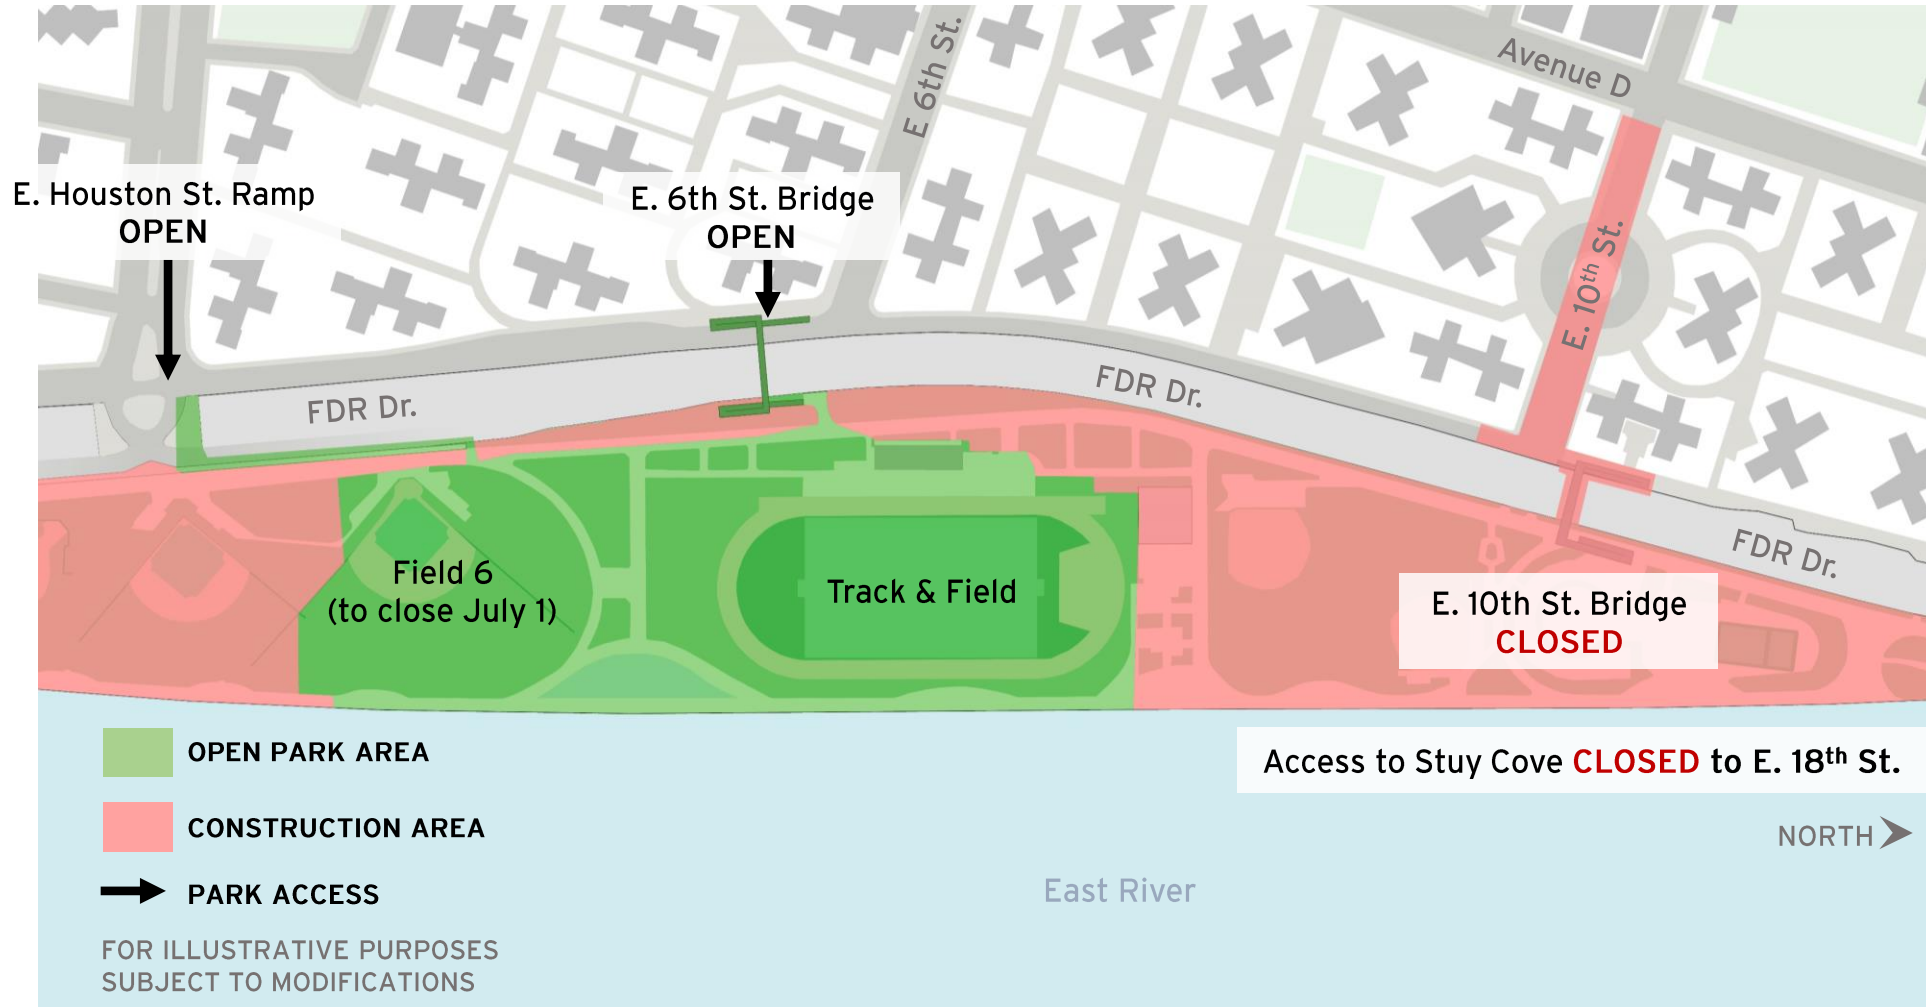 E 6th St.
Avenue D
E. Houston St. Ramp
OPEN
E. 6th St. Bridge
OPEN
E. 10th St.
FDR Dr.
FDR Dr.
FDR Dr.
Field 6
(to close July 1)
Track & Field
E. 10th St. Bridge
CLOSED
OPEN PARK AREA
Access to Stuy Cove CLOSED to E. 18th St.
CONSTRUCTION AREA
NORTH
PARK ACCESS
East River
FOR ILLUSTRATIVE PURPOSES
SUBJECT TO MODIFICATIONS